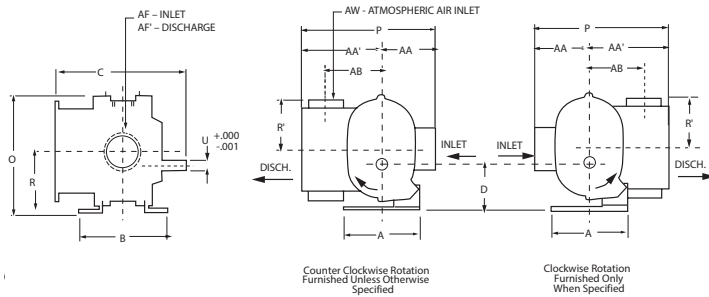 AF – INLET
AF' – DISCHARGE
C
O
R
B
U +.000
-.001
AW - ATMOSPHERIC AIR INLET
P
AA' AA
AB
R'
INLET
DISCH.
D
A
Counter Clockwise Rotation
Furnished Unless Otherwise
Specified
P
AA AA'
AB
R'
INLET
DISCH.
A
Clockwise Rotation
Furnished Only
When Specified